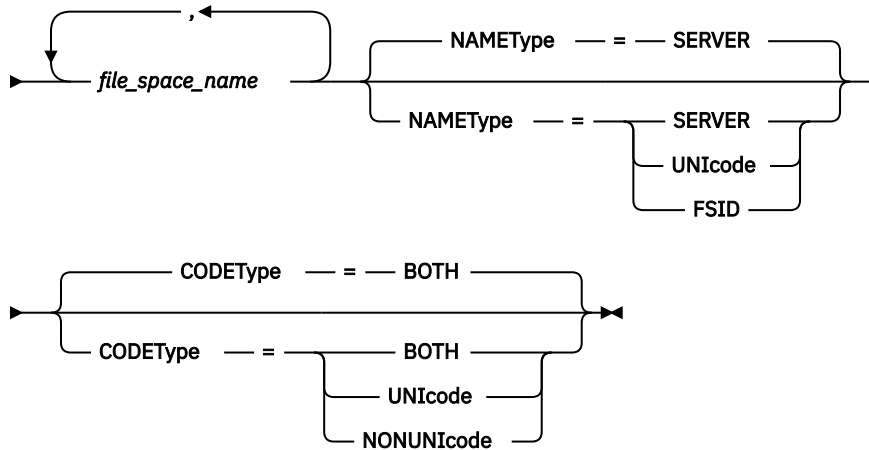 ,
NAMEType = SERVER
file_space_name
NAMEType = SERVER
UNIcode
FSID
CODEType = BOTH
CODEType = BOTH
UNIcode
NONUNIcode